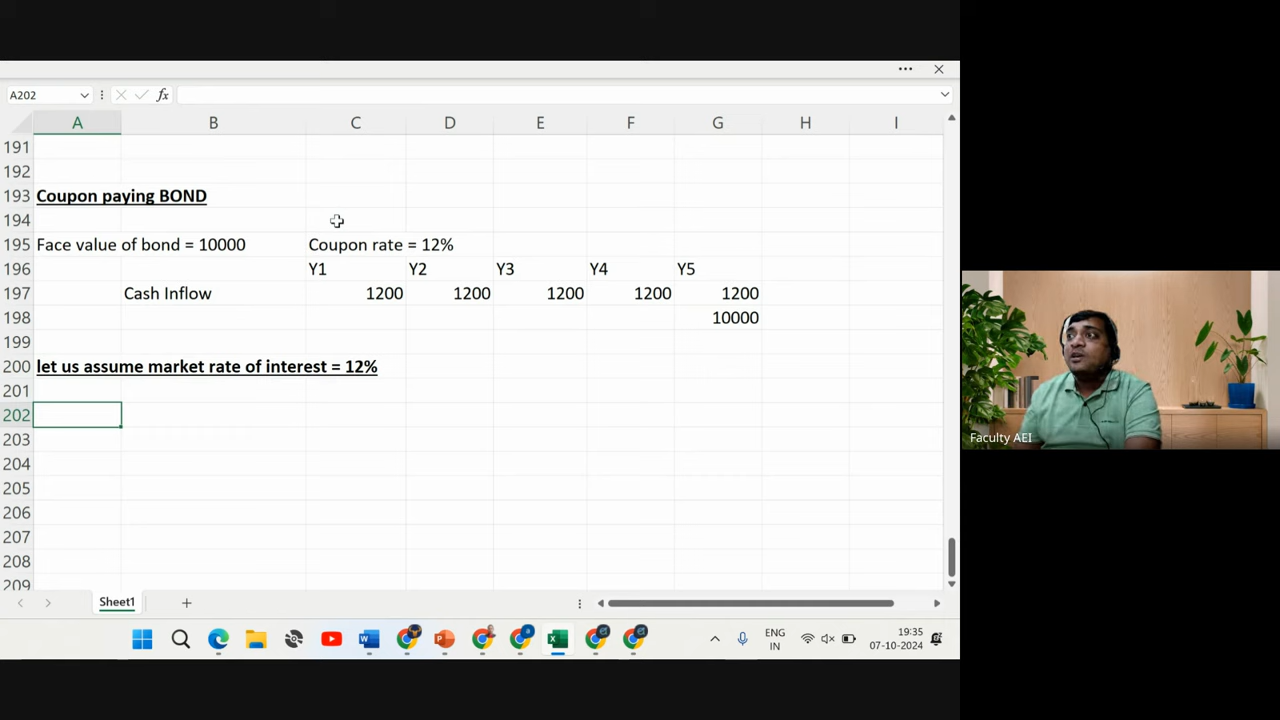 A202 fx
A B C D E F G H I
191
192
193 Coupon paying BOND
194
195 Face value of bond = 10000 Coupon rate = 12%
196 Y1 Y2 Y3 Y4 Y5
197 Cash Inflow 1200 1200 1200 1200 1200
198 10000
199
200 let us assume market rate of interest = 12%
201
202
203
204
205
206
207
208
209
Faculty AEI
Sheet1
ENG 19:35
IN 07-10-2024